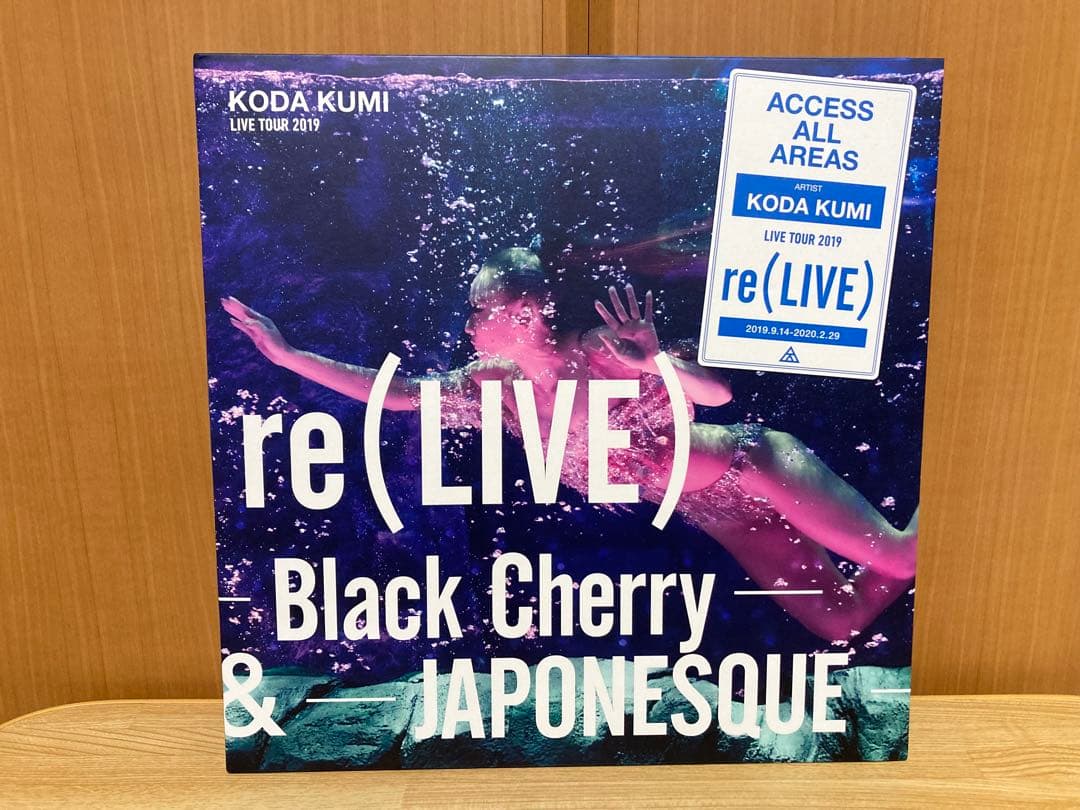 KODA KUMI
LIVE TOUR 2019
ACCESS
ALL
AREAS
ARTIST
KODA KUMI
LIVE TOUR 2019
re(LIVE)
2019.9.14-2020.2.29
re(LIVE)
Black Cherry
& JAPONESQUE